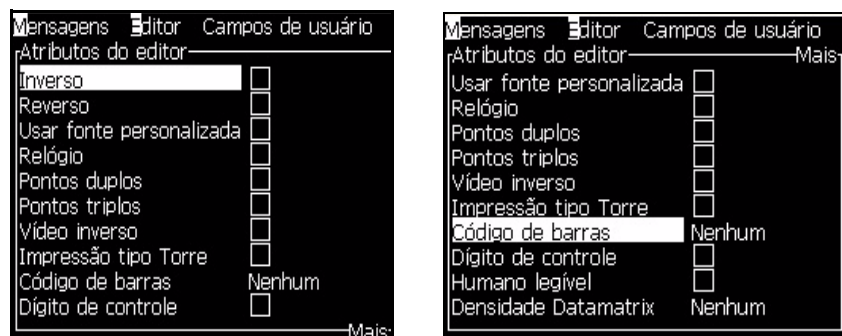 Mensagens Editor Campos de usuário
Atributos do editor
Inverso
Reverso
Usar fonte personalizada
Relógio
Pontos duplos
Pontos triplos
Vídeo inverso
Impressão tipo Torre
Código de barras Nenhum
Dígito de controle
Mais
Mensagens Editor Campos de usuário
Atributos do editor Mais
Usar fonte personalizada
Relógio
Pontos duplos
Pontos triplos
Vídeo inverso
Impressão tipo Torre
Código de barras Nenhum
Dígito de controle
Humano legível
Densidade Datamatrix Nenhum